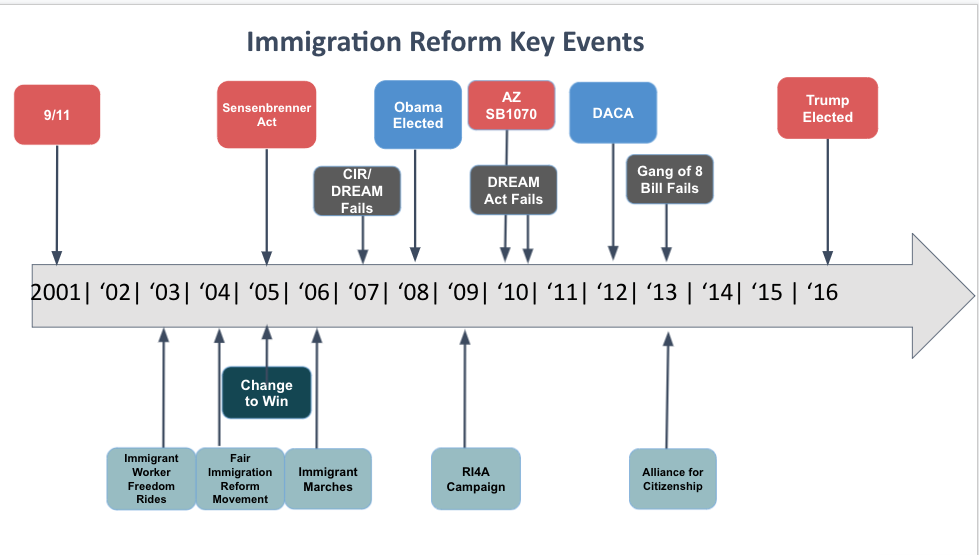 Immigration Reform Key Events
9/11
Sensenbrenner
Act
Obama
Elected
AZ
SB1070
DACA
Trump
Elected
CIR/
DREAM
Fails
DREAM
Act Fails
Gang of 8
Bill Fails
2001| ‘02| ‘03| ‘04| ‘05| ‘06| ‘07| ‘08| ‘09| ‘10| ‘11| ‘12| ‘13 | ‘14| ‘15 | ‘16
Change
to Win
Immigrant
Worker
Freedom
Rides
Fair
Immigration
Reform
Movement
Immigrant
Marches
RI4A
Campaign
Alliance for
Citizenship